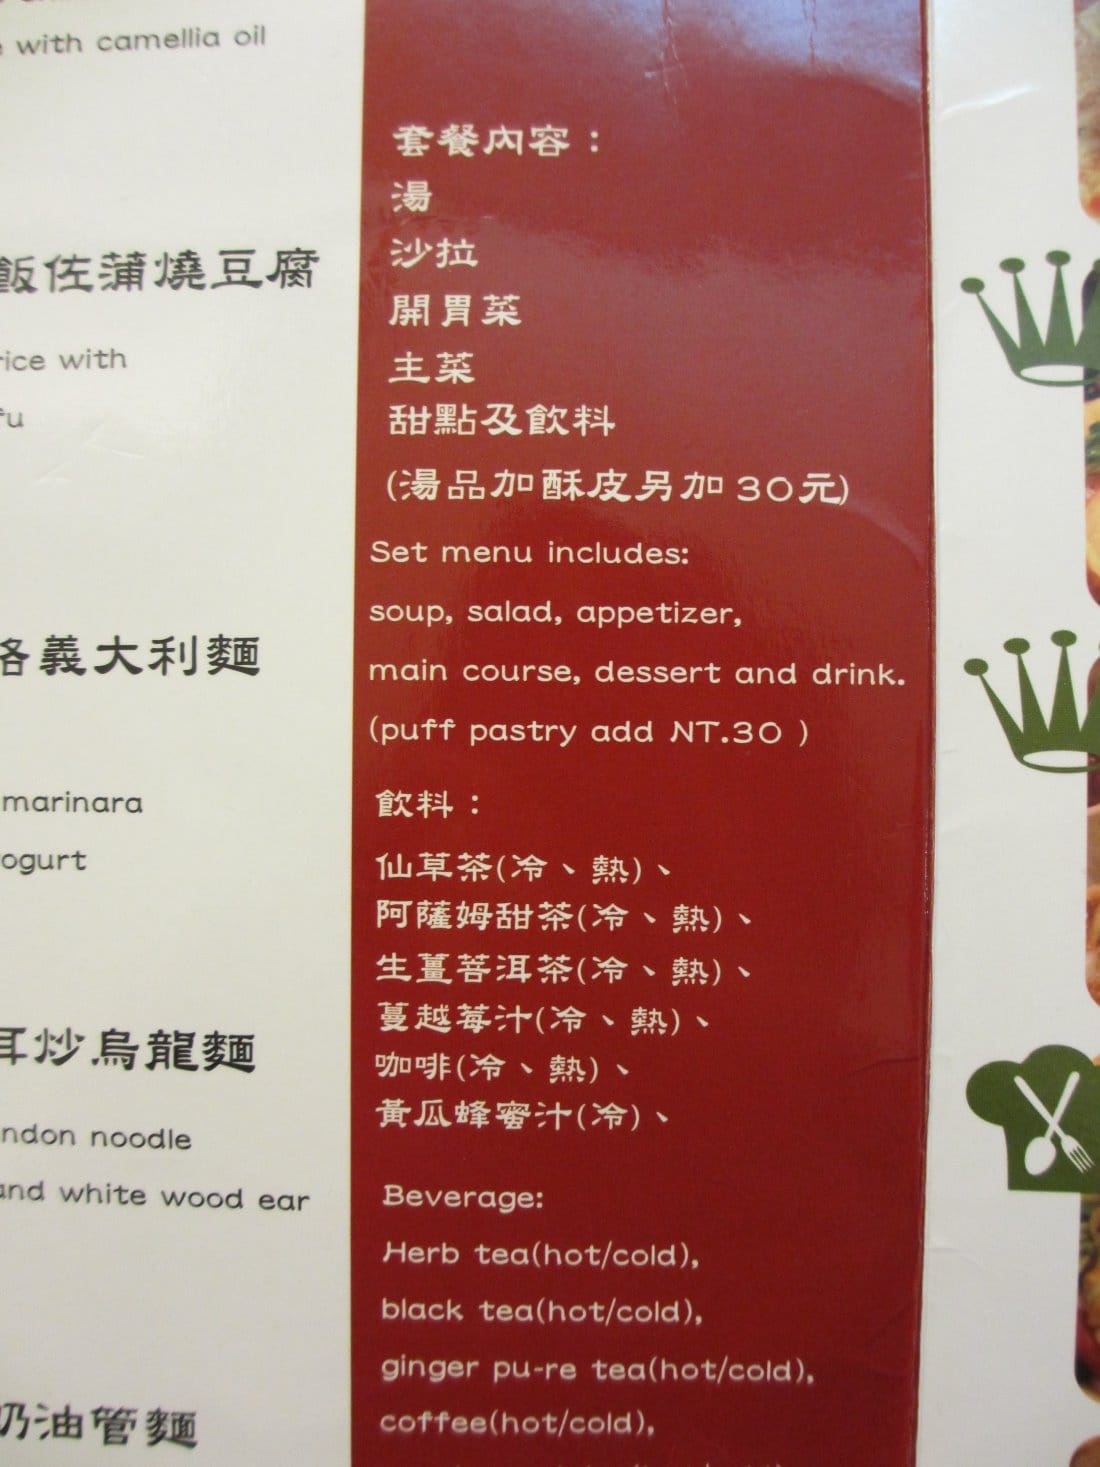 with camellia oil
飯佐蒲燒豆腐
rice with
義大利麵
marinara
炒烏龍麵
noodle
and white wood ear
奶油管麵
套餐內容：
湯
沙拉
開胃菜
主菜
甜點及飲料
(湯品加酥皮另加30元)
Set menu includes:
soup, salad, appetizer,
main course, dessert and drink.
(puff pastry add NT.30 )
飲料：
仙草茶(冷、熱)、
阿薩姆甜茶(冷、熱)、
生薑菩洱茶(冷、熱)、
蔓越莓汁(冷、熱)、
咖啡(冷、熱)、
黃瓜蜂蜜汁(冷)、
Beverage:
Herb tea(hot/cold),
black tea(hot/cold),
ginger pu-re tea(hot/cold),
coffee(hot/cold),